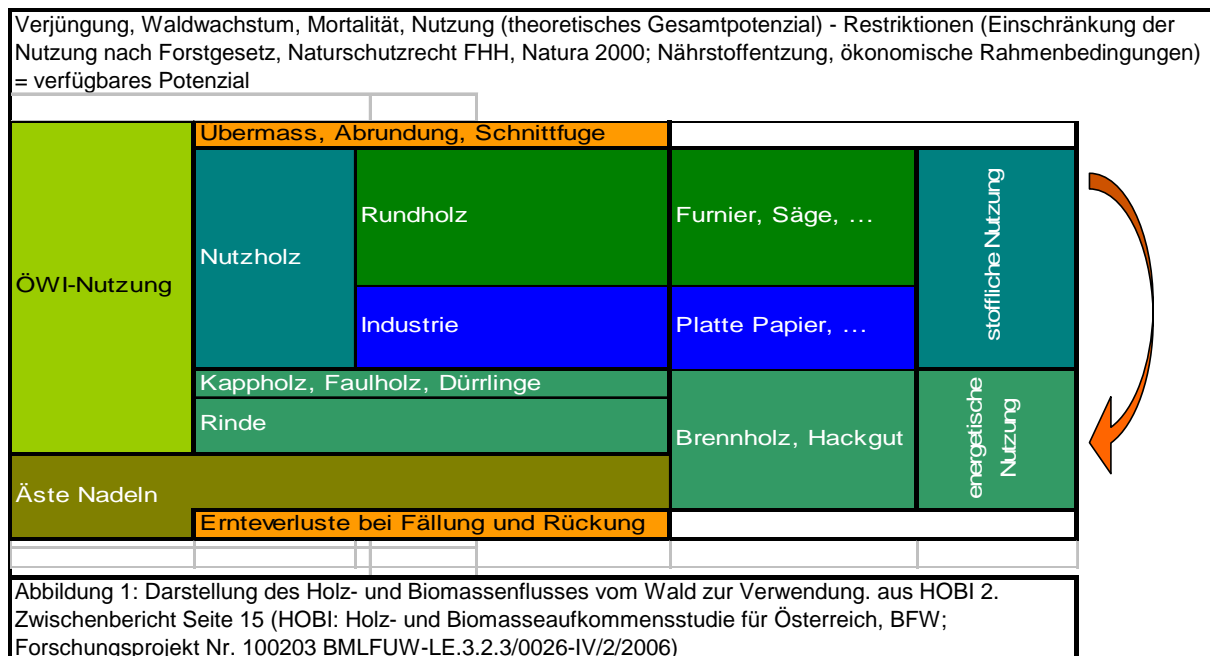 Verjüngung, Waldwachstum, Mortalität, Nutzung (theoretisches Gesamtpotenzial) - Restriktionen (Einschränkung der
Nutzung nach Forstgesetz, Naturschutzrecht FHH, Natura 2000; Nährstoffentzung, ökonomische Rahmenbedingungen)
= verfügbares Potenzial
Übermass, Abrundung, Schnittfuge
ÖWI-Nutzung
Nutzholz
Rundholz
Furnier, Säge, ...
stoffliche Nutzung
Industrie
Platte Papier, ...
Kappholz, Faulholz, Dürrlinge
Rinde
Brennholz, Hackgut
energetische
Nutzung
Äste Nadeln
Ernteverluste bei Fällung und Rückung
Abbildung 1: Darstellung des Holz- und Biomassenflusses vom Wald zur Verwendung. aus HOBI 2.
Zwischenbericht Seite 15 (HOBI: Holz- und Biomasseaufkommensstudie für Österreich, BFW;
Forschungsprojekt Nr. 100203 BMLFUW-LE.3.2.3/0026-IV/2/2006)